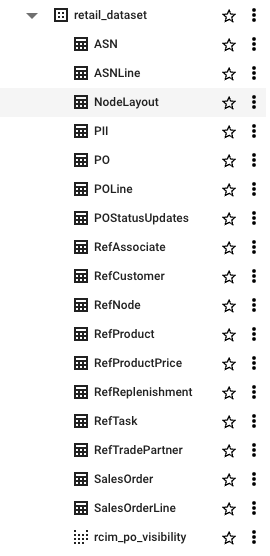 retail_dataset
ASN
ASNLine
NodeLayout
PII
PO
POLine
POStatusUpdates
RefAssociate
RefCustomer
RefNode
RefProduct
RefProductPrice
RefReplenishment
RefTask
RefTradePartner
SalesOrder
SalesOrderLine
rcim_po_visibility